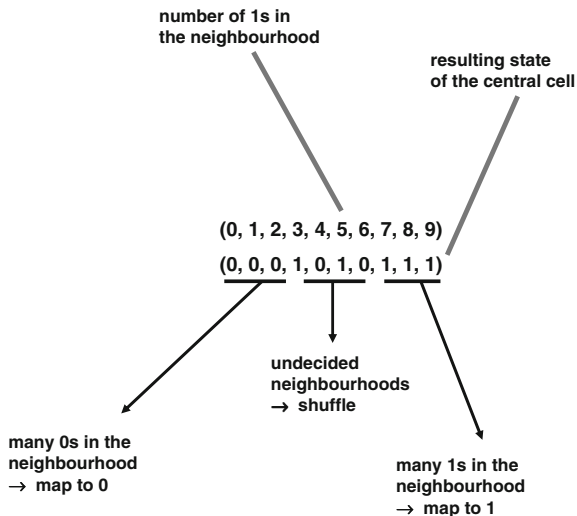 number of 1s in
the neighbourhood
resulting state
of the central cell
(0, 1, 2, 3, 4, 5, 6, 7, 8, 9)
(0, 0, 0, 1, 0, 1, 0, 1, 1, 1)
undecided
neighbourhoods
→ shuffle
many 0s in the
neighbourhood
→ map to 0
many 1s in the
neighbourhood
→ map to 1